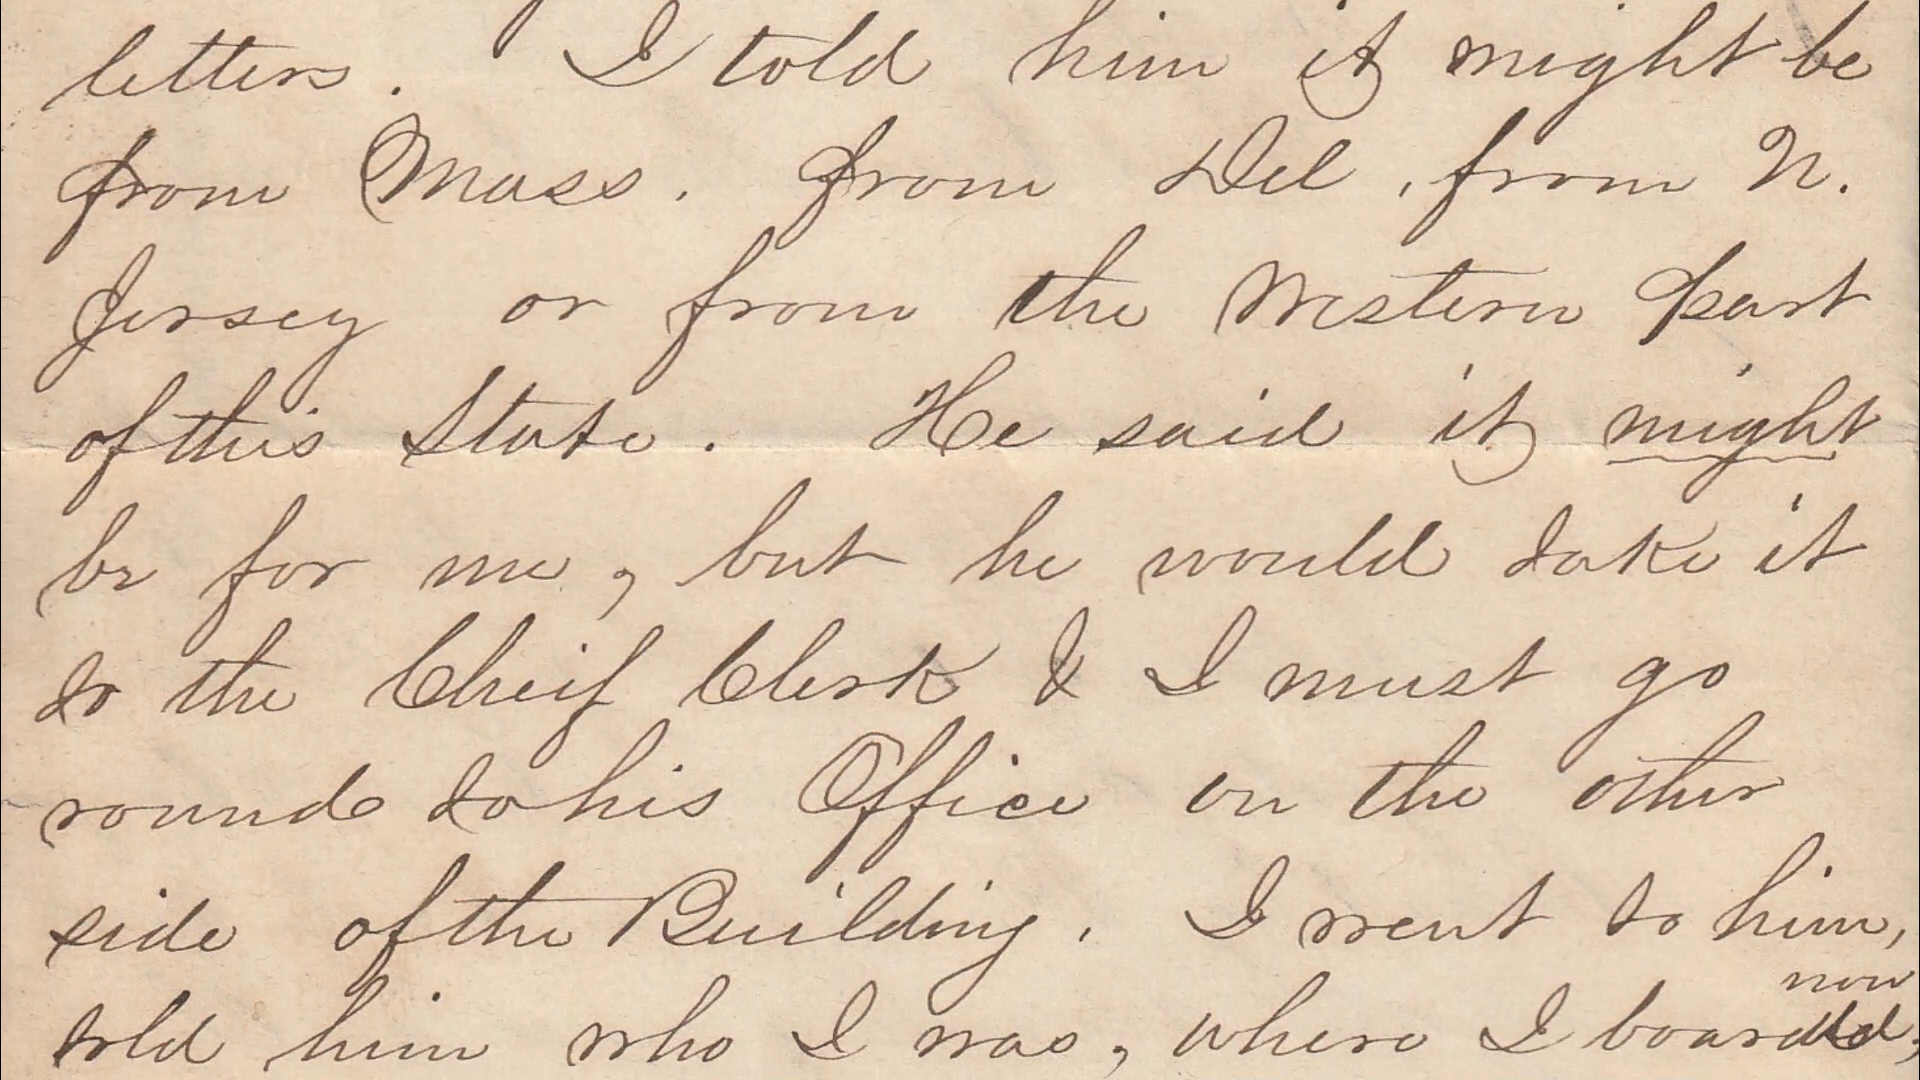 letters. I told him it might be
from Mass. from Del, from N.
Jersey or from the Western part
of this State. He said it might
be for me, but he would take it
to the Cheif Clerk & I must go
round to his Office on the other
side of the Building. I went to him,
now
told him who I was, where I boarded,